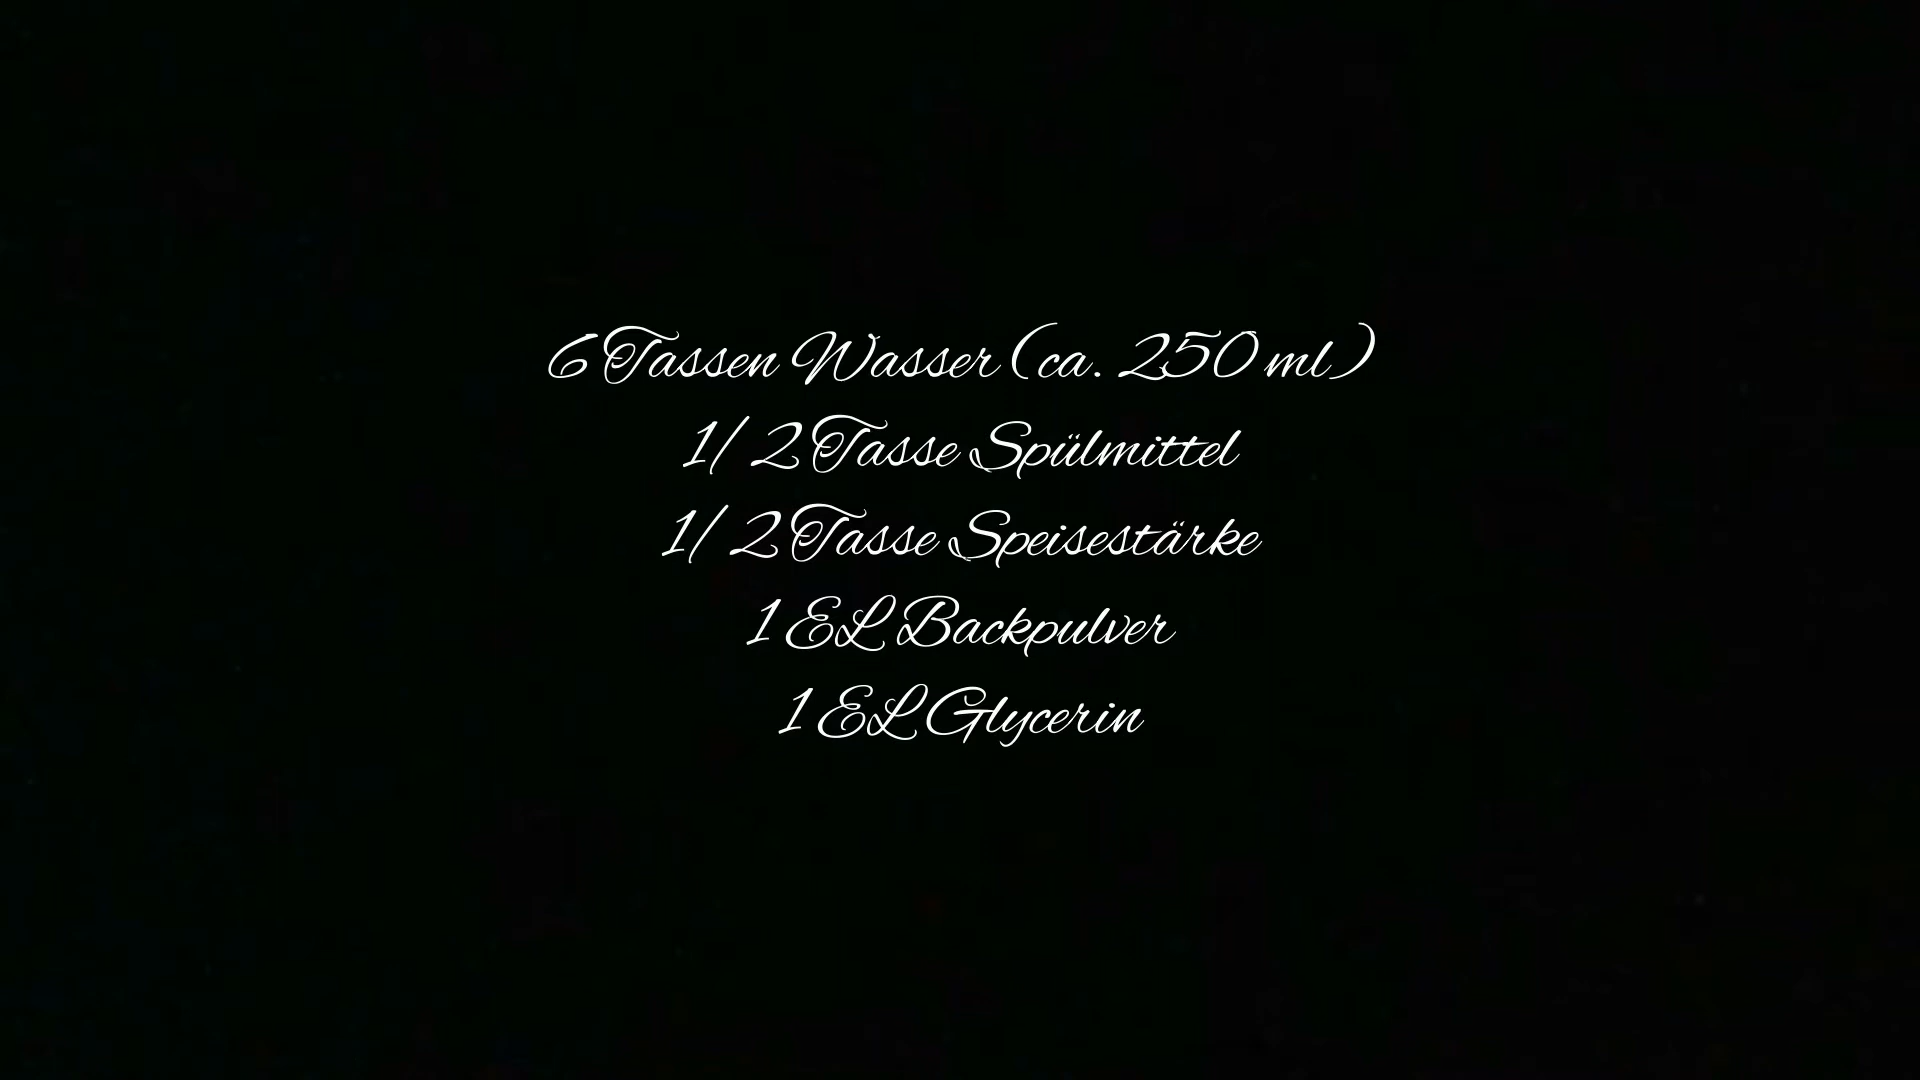 6 Tassen Wasser (ca. 250 ml)
1/2 Tasse Spülmittel
1/2 Tasse Speisestärke
1 EL Backpulver
1 EL Glycerin